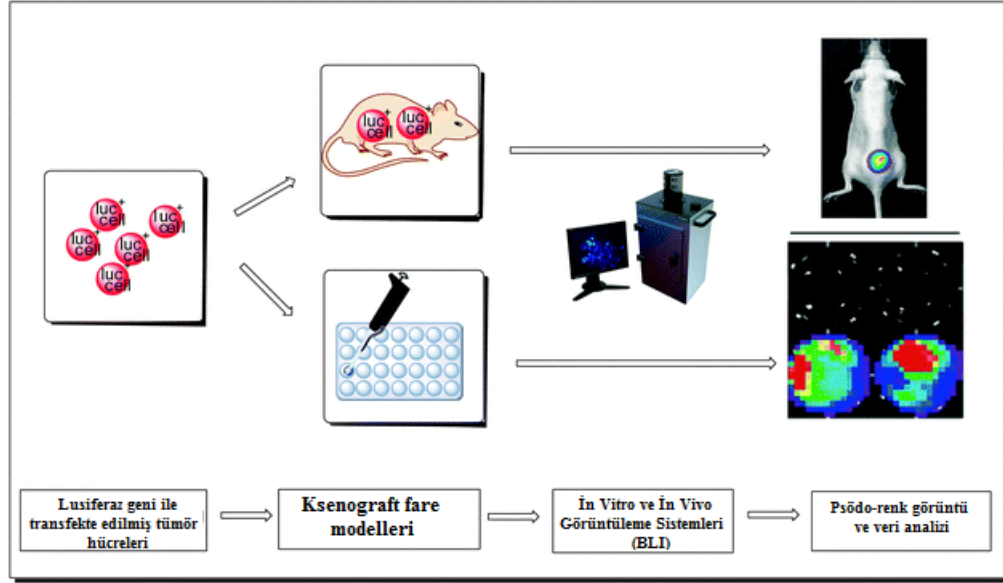 luc+
cell
luc+
cell
luc+
cell
luc+
cell
luc+
cell
luc+
cell
luc+
cell
Lusiferaz geni ile
transfekte edilmiş tümör
hücreleri
Ksenograft fare
modelleri
İn Vitro ve İn Vivo
Görüntüleme Sistemleri
(BLI)
Psödo-renk görüntü
ve veri analizi